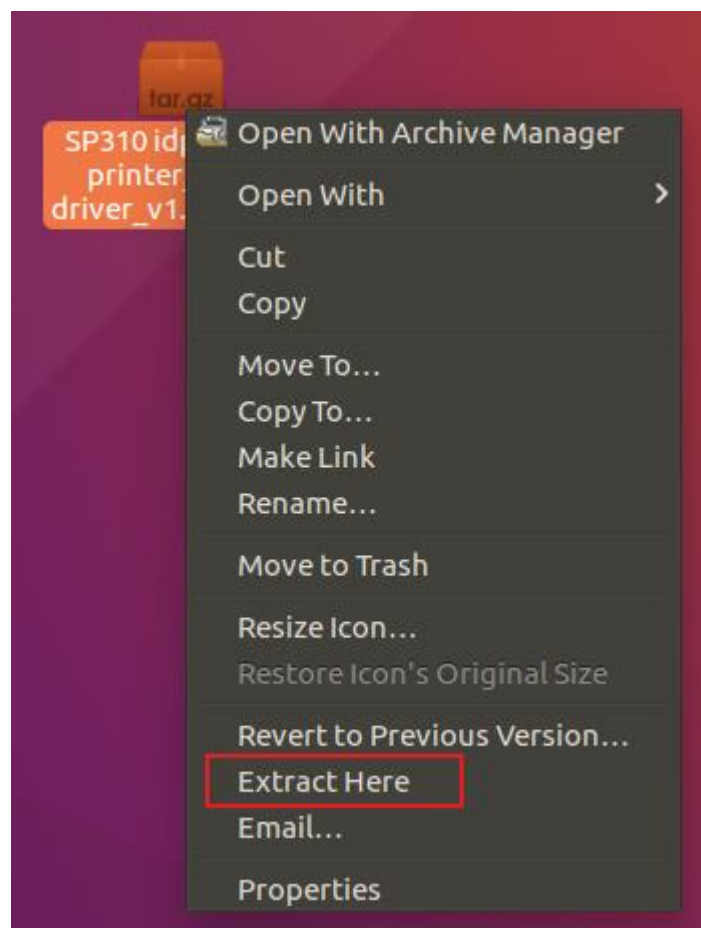 tar.gz
SP310
printer
driver_v1.
Open With Archive Manager
Open With
Cut
Copy
Move To...
Copy To...
Make Link
Rename...
Move to Trash
Resize Icon...
Restore Icon's Original Size
Revert to Previous Version...
Extract Here
Email...
Properties